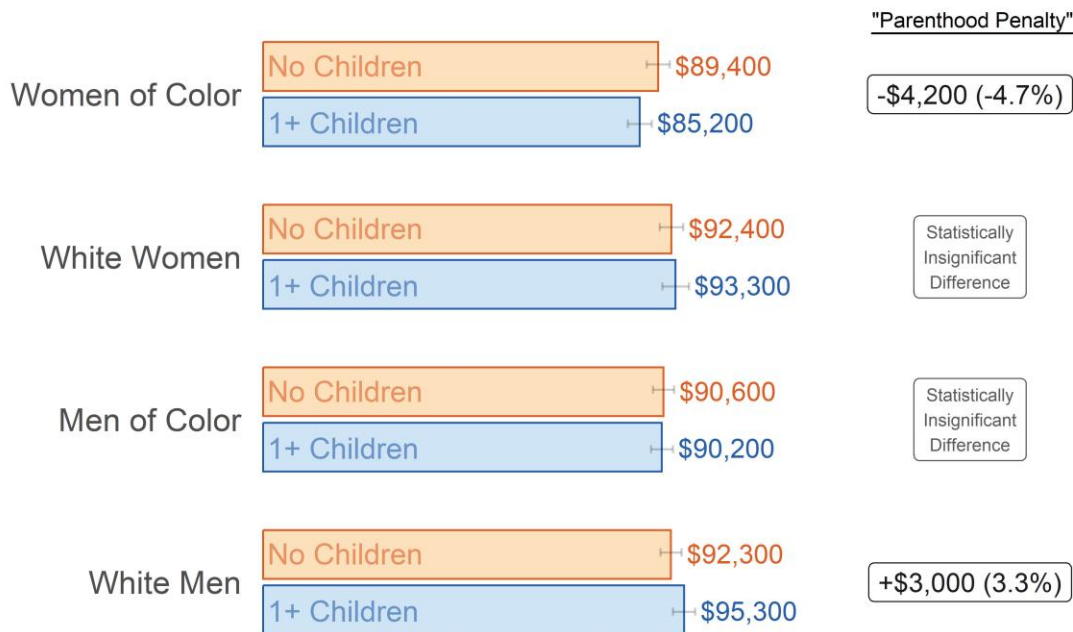 "Parenthood Penalty"
Women of Color
No Children
$89,400
1+ Children
$85,200
-$4,200 (-4.7%)
White Women
No Children
$92,400
1+ Children
$93,300
Statistically
Insignificant
Difference
Men of Color
No Children
$90,600
1+ Children
$90,200
Statistically
Insignificant
Difference
White Men
No Children
$92,300
1+ Children
$95,300
+$3,000 (3.3%)